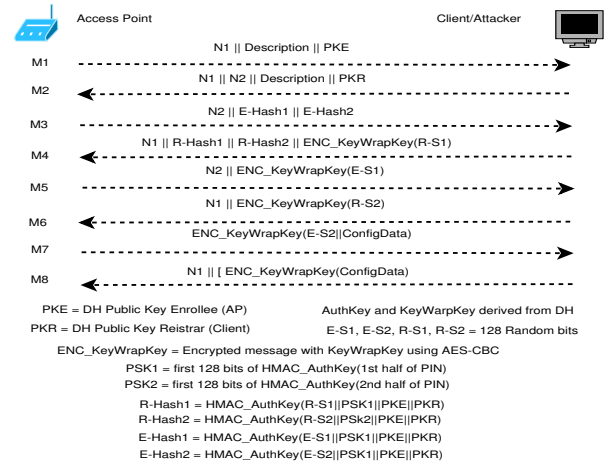 Access Point
Client/Attacker
N1 || Description || PKE
M1
N1 || N2 || Description || PKR
M2
N2 || E-Hash1 || E-Hash2
M3
N1 || R-Hash1 || R-Hash2 || ENC_KeyWrapKey(R-S1)
M4
N2 || ENC_KeyWrapKey(E-S1)
M5
N1 || ENC_KeyWrapKey(R-S2)
M6
ENC_KeyWrapKey(E-S2||ConfigData)
M7
N1 || [ ENC_KeyWrapKey(ConfigData)
M8
PKE = DH Public Key Enrollee (AP)
AuthKey and KeyWarpKey derived from DH
PKR = DH Public Key Reistrar (Client)
E-S1, E-S2, R-S1, R-S2 = 128 Random bits
ENC_KeyWrapKey = Encrypted message with KeyWrapKey using AES-CBC
PSK1 = first 128 bits of HMAC_AuthKey(1st half of PIN)
PSK2 = first 128 bits of HMAC_AuthKey(2nd half of PIN)
R-Hash1 = HMAC_AuthKey(R-S1||PSK1||PKE||PKR)
R-Hash2 = HMAC_AuthKey(R-S2||PSk2||PKE||PKR)
E-Hash1 = HMAC_AuthKey(E-S1||PSK1||PKE||PKR)
E-Hash2 = HMAC_AuthKey(E-S2||PSK1||PKE||PKR)